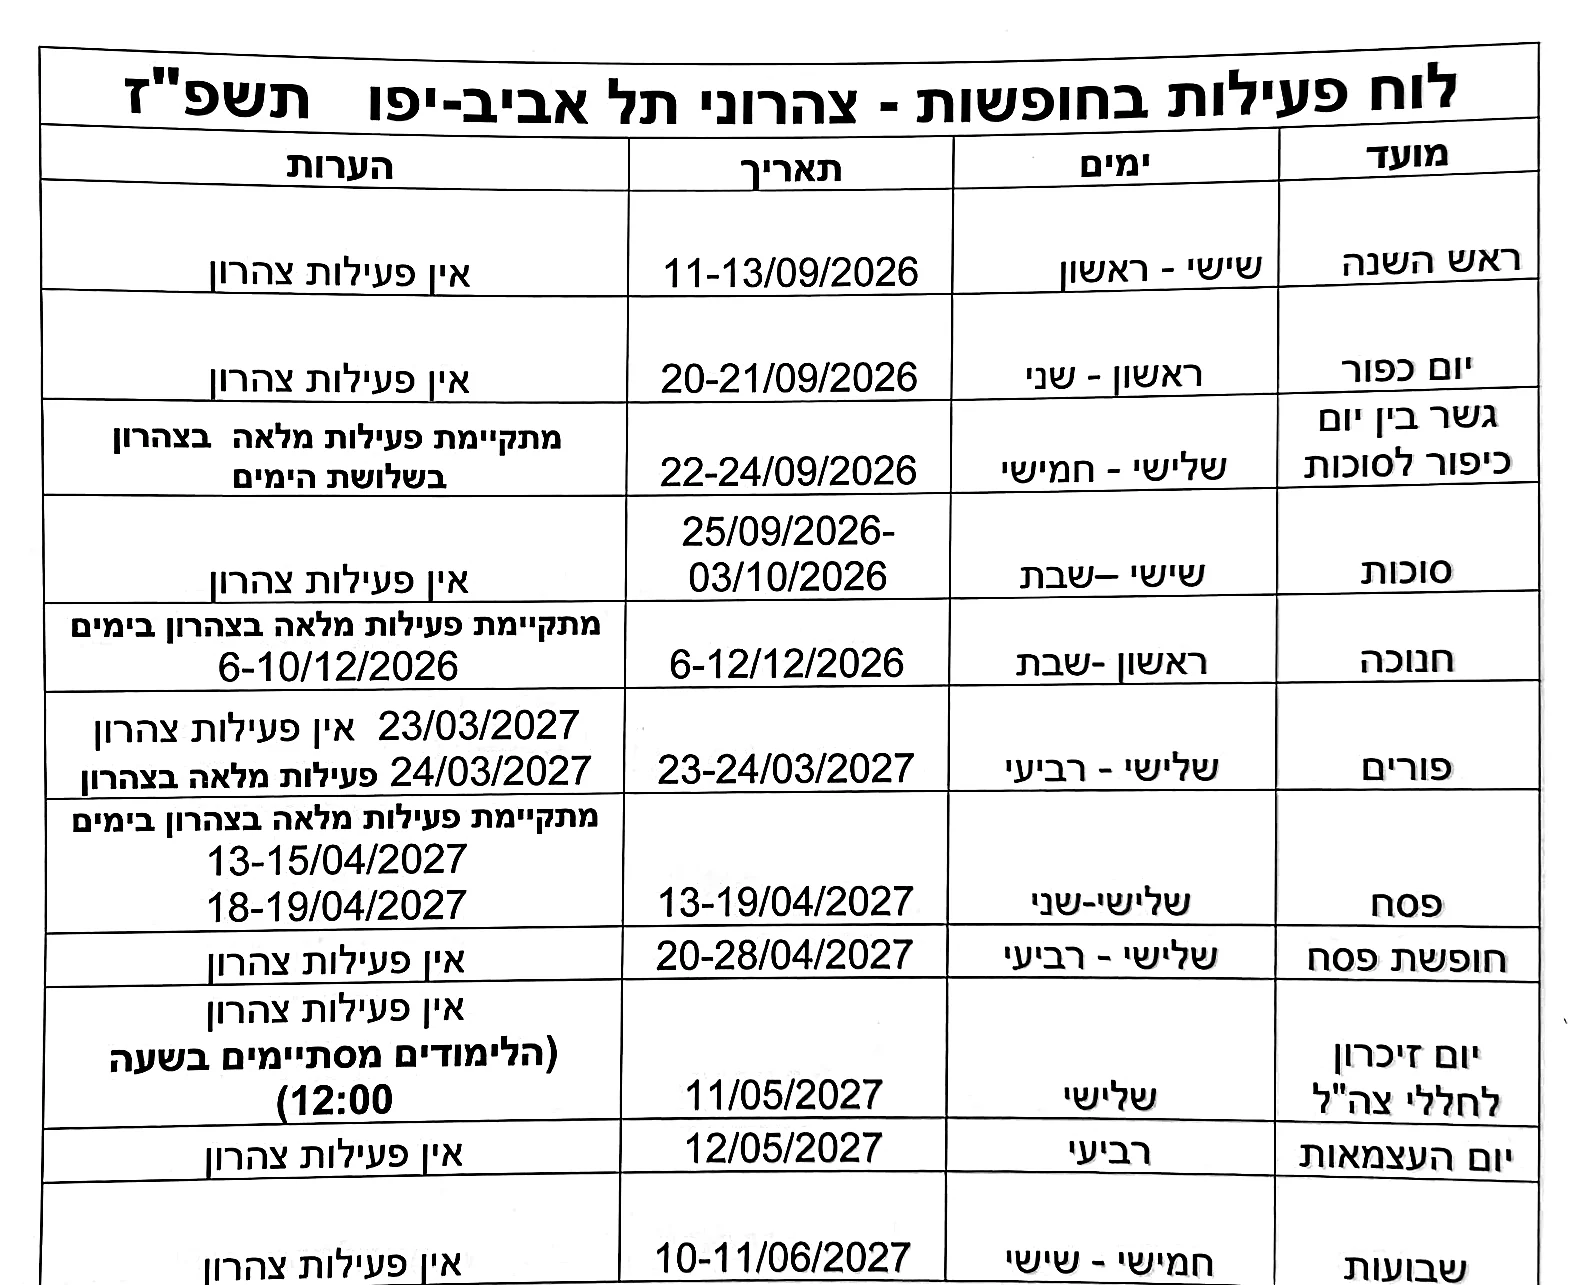 לוח פעילות בחופשות - צהרוני תל אביב-יפו תשפ"ז
מועד ימים תאריך הערות
ראש השנה שישי - ראשון 11-13/09/2026 אין פעילות צהרון
יום כפור ראשון - שני 20-21/09/2026 אין פעילות צהרון
גשר בין יום
כיפור לסוכות
שלישי - חמישי
22-24/09/2026
מתקיימת פעילות מלאה בצהרון
בשלושת הימים
סוכות
שישי –שבת
25/09/2026-
03/10/2026
אין פעילות צהרון
חנוכה
ראשון -שבת
6-12/12/2026
מתקיימת פעילות מלאה בצהרון בימים
6-10/12/2026
פורים
שלישי - רביעי
23-24/03/2027
23/03/2027 אין פעילות צהרון
24/03/2027 פעילות מלאה בצהרון
פסח
שלישי-שני
13-19/04/2027
מתקיימת פעילות מלאה בצהרון בימים
13-15/04/2027
18-19/04/2027
חופשת פסח שלישי - רביעי 20-28/04/2027 אין פעילות צהרון
יום זיכרון
לחללי צה"ל
שלישי
11/05/2027
אין פעילות צהרון
(הלימודים מסתיימים בשעה
12:00)
יום העצמאות רביעי 12/05/2027 אין פעילות צהרון
שבועות חמישי - שישי 10-11/06/2027 אין פעילות צהרון